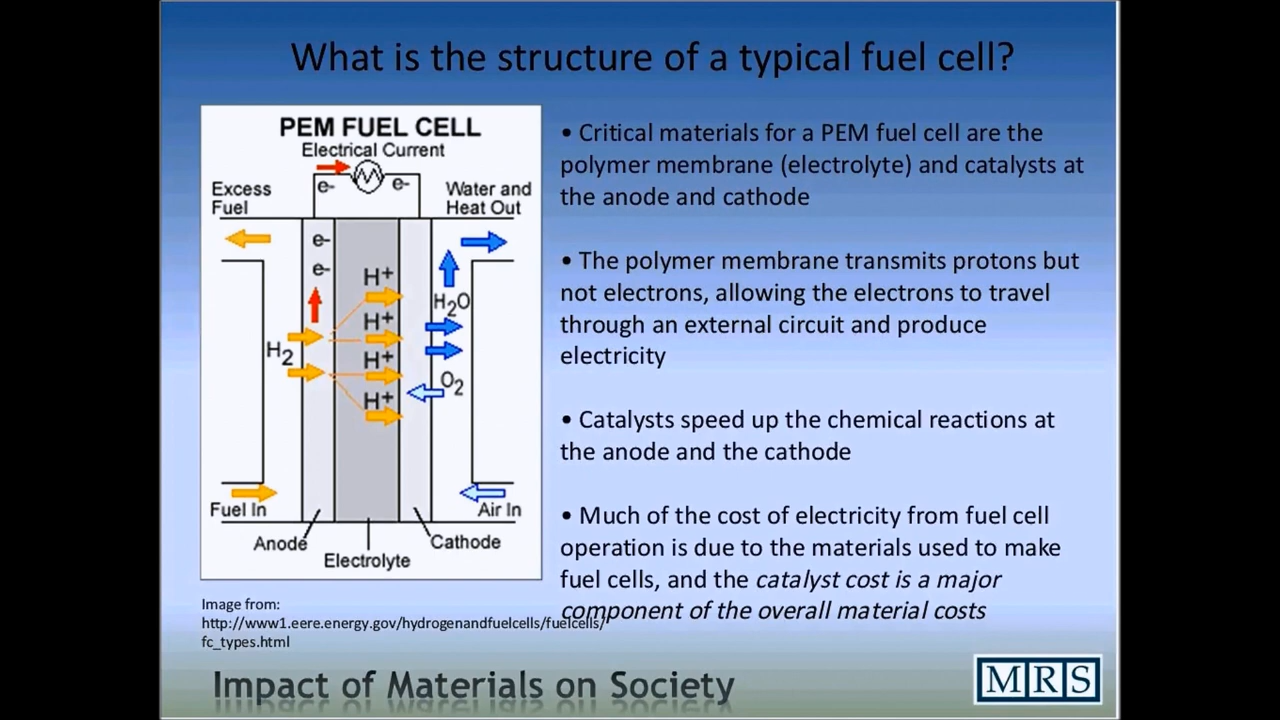 What is the structure of a typical fuel cell?
PEM FUEL CELL
Electrical Current
e-
e-
Excess
Fuel
Water and
Heat Out
e-
e-
H+
H+
H+
H+
H2
H2O
O2
Fuel In
Air In
Anode
Cathode
Electrolyte
Image from:
http://www1.eere.energy.gov/hydrogenandfuelcells/fuelcells/
fc_types.html
• Critical materials for a PEM fuel cell are the
polymer membrane (electrolyte) and catalysts at
the anode and cathode
• The polymer membrane transmits protons but
not electrons, allowing the electrons to travel
through an external circuit and produce
electricity
• Catalysts speed up the chemical reactions at
the anode and the cathode
• Much of the cost of electricity from fuel cell
operation is due to the materials used to make
fuel cells, and the catalyst cost is a major
component of the overall material costs
Impact of Materials on Society
MRS